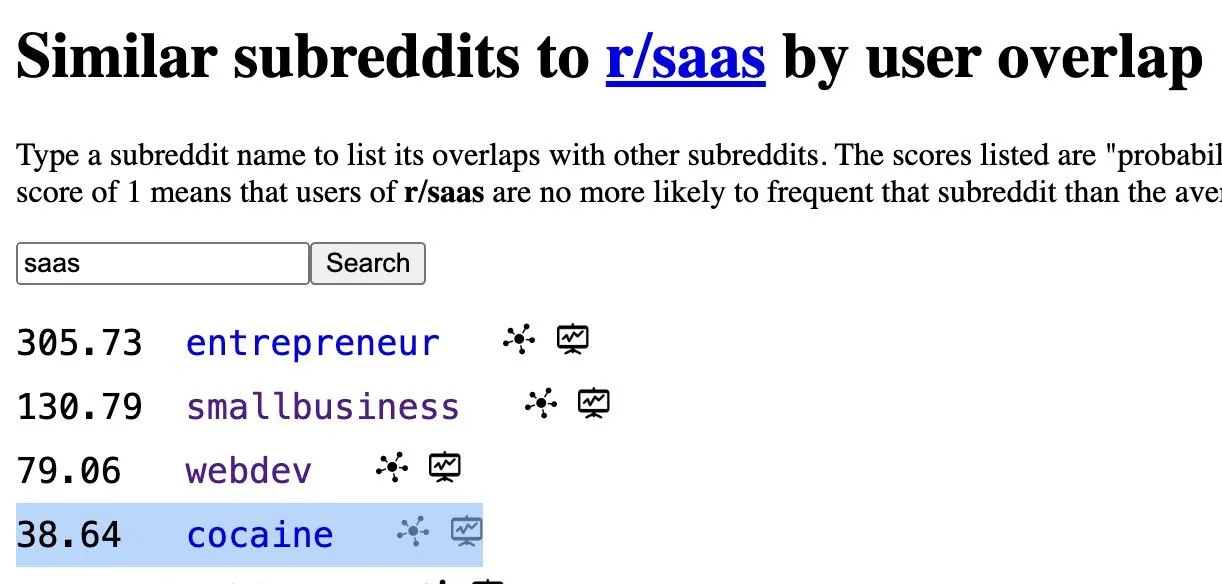 Similar subreddits to r/saas by user overlap
Type a subreddit name to list its overlaps with other subreddits. The scores listed are "probabil
score of 1 means that users of r/saas are no more likely to frequent that subreddit than the aver
saas Search
305.73 entrepreneur
130.79 smallbusiness
79.06 webdev
38.64 cocaine